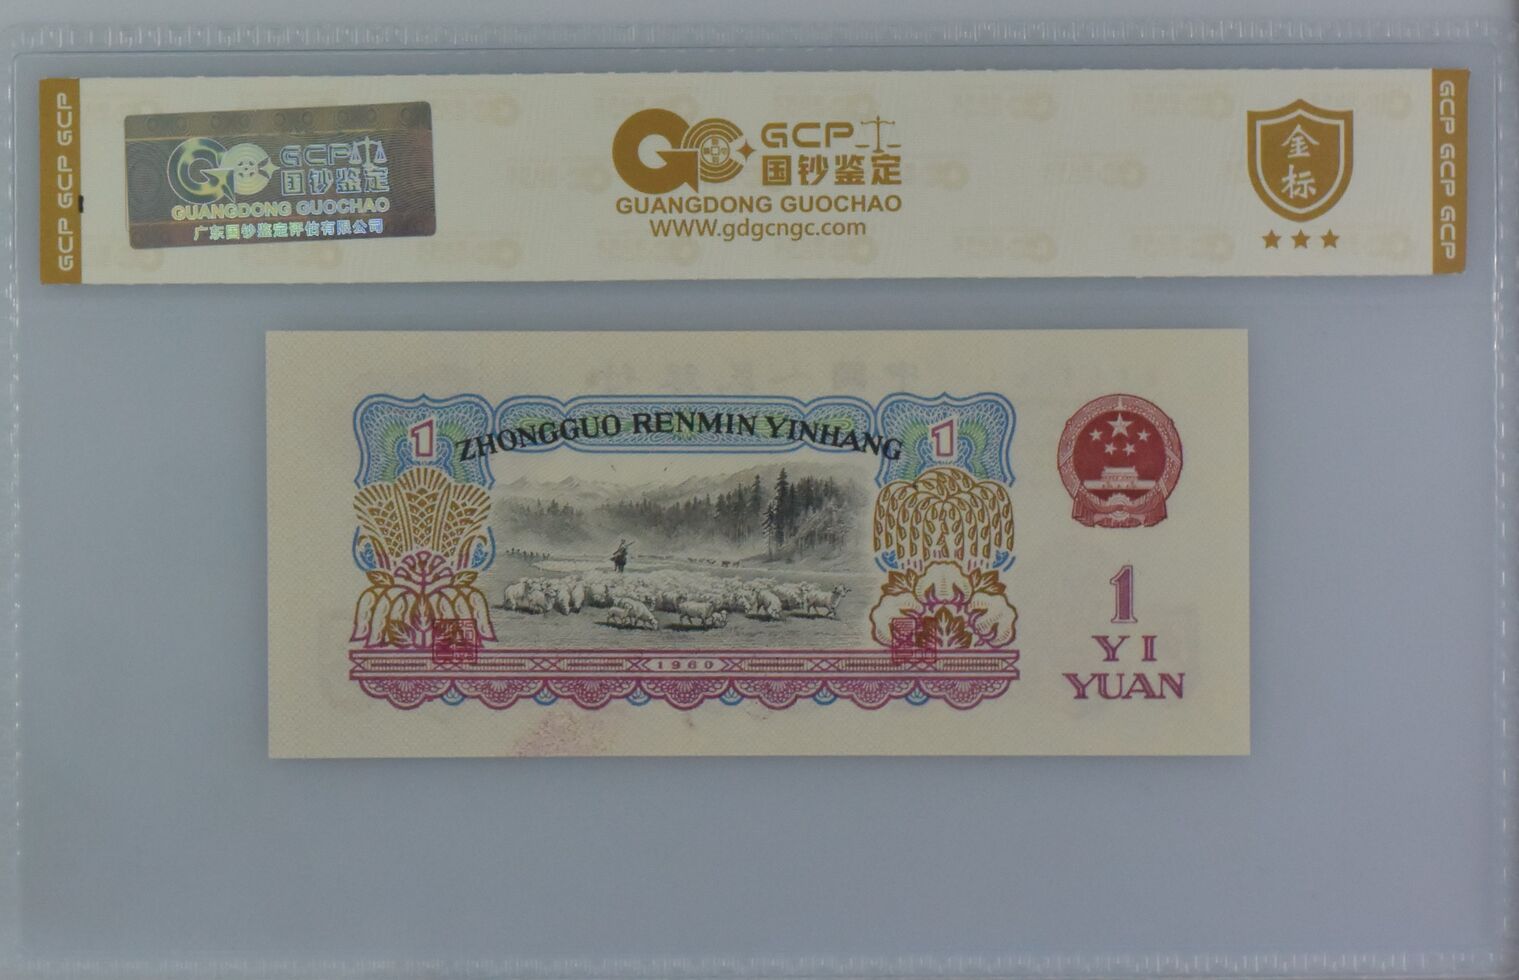 GCP GCP GCP
GCP
国钞鉴定
GUANGDONG GUOCHAO
广东国钞鉴定评估有限公司
GCP
国钞鉴定
GUANGDONG GUOCHAO
WWW.gdgcngc.com
金标
GCP GCP GCP
1
ZHONGGUO RENMIN YINHANG
1
1960
1
YI
YUAN